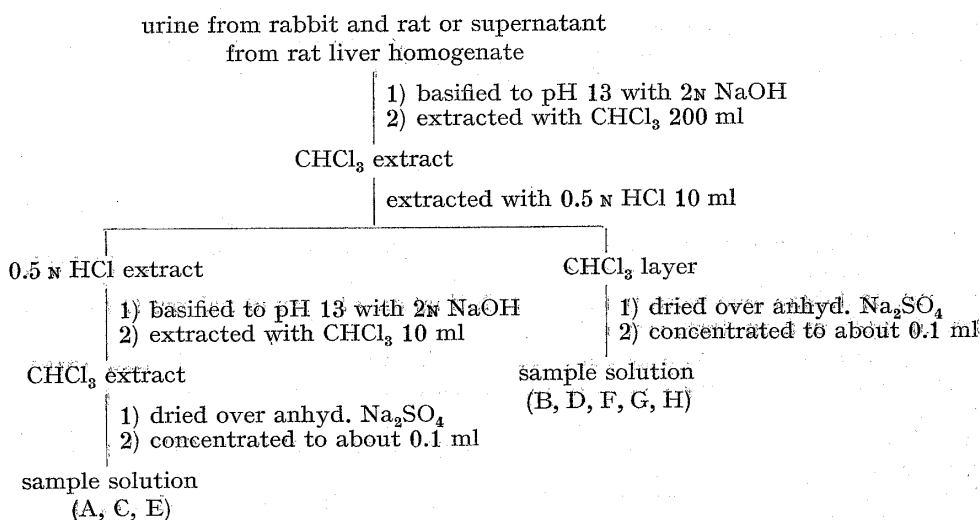 urine from rabbit and rat or supernatant
from rat liver homogenate
1) basified to pH 13 with 2N NaOH
2) extracted with CHCl₃ 200 ml
CHCl₃ extract
extracted with 0.5 N HCl 10 ml
0.5 N HCl extract
1) basified to pH 13 with 2N NaOH
2) extracted with CHCl₃ 10 ml
CHCl₃ extract
1) dried over anhyd. Na₂SO₄
2) concentrated to about 0.1 ml
sample solution
(A, C, E)
CHCl₃ layer
1) dried over anhyd. Na₂SO₄
2) concentrated to about 0.1 ml
sample solution
(B, D, F, G, H)